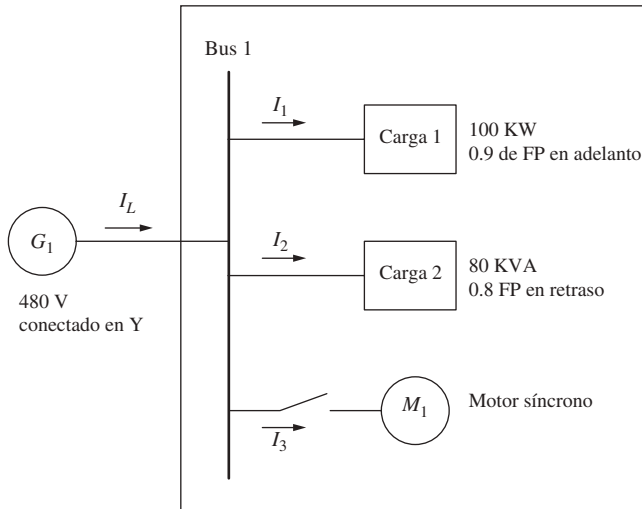 Bus 1
I1
Carga 1
100 KW
0.9 de FP en adelanto
IL
G1
480 V
conectado en Y
I2
Carga 2
80 KVA
0.8 FP en retraso
I3
M1
Motor síncrono